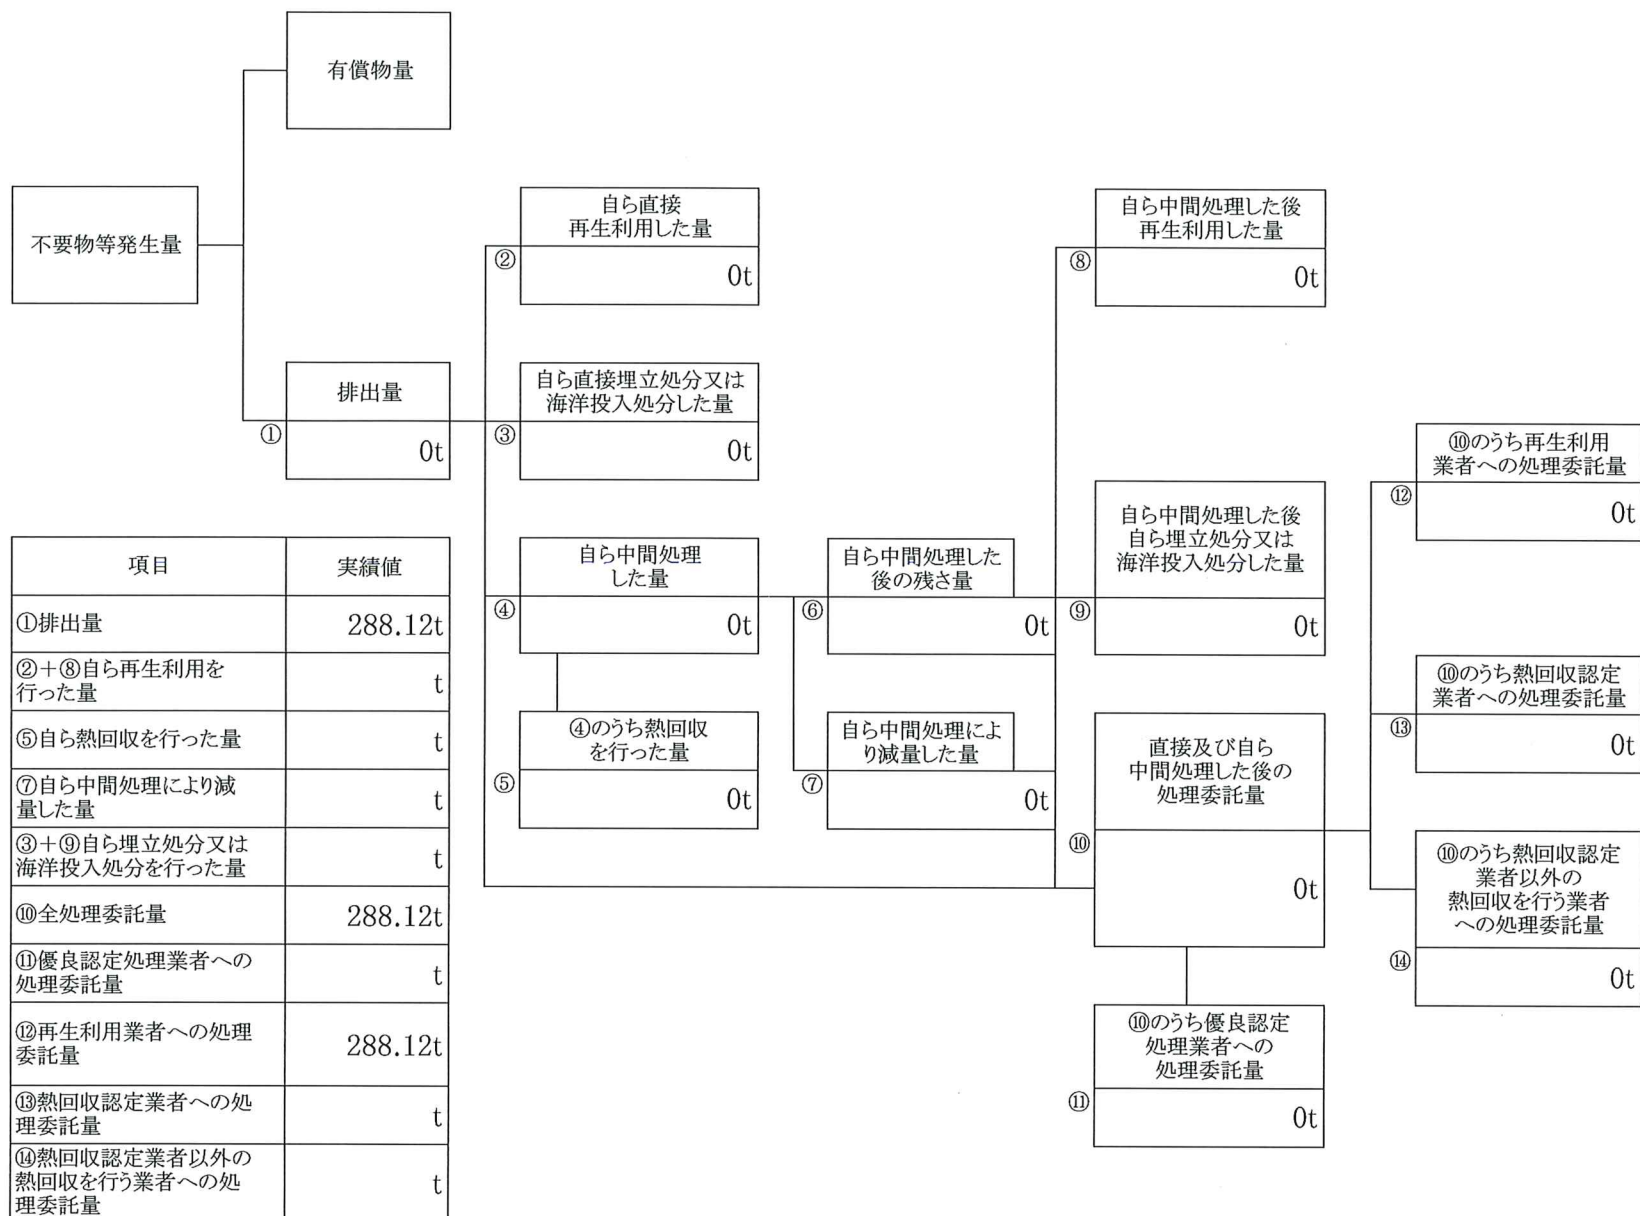 有償物量
不要物等発生量
自ら直接
再生利用した量
②
0t
自ら中間処理した後
再生利用した量
⑧
0t
排出量
①
0t
自ら直接埋立処分又は
海洋投入処分した量
③
0t
⑩のうち再生利用
業者への処理委託量
⑫
0t
自ら中間処理
した量
④
0t
自ら中間処理した
後の残さ量
⑥
0t
自ら中間処理した後
自ら埋立処分又は
海洋投入処分した量
⑨
0t
⑩のうち熱回収認定
業者への処理委託量
⑬
0t
④のうち熱回収
を行った量
⑤
0t
自ら中間処理によ
り減量した量
⑦
0t
直接及び自ら
中間処理した後の
処理委託量
⑩
0t
⑩のうち熱回収認定
業者以外の
熱回収を行う業者
への処理委託量
⑭
0t
⑩のうち優良認定
処理業者への
処理委託量
⑪
0t
項目 実績値
①排出量 288.12t
②+⑧自ら再生利用を
行った量 t
⑤自ら熱回収を行った量 t
⑦自ら中間処理により減
量した量 t
③+⑨自ら埋立処分又は
海洋投入処分を行った量 t
⑩全処理委託量 288.12t
⑪優良認定処理業者への
処理委託量 t
⑫再生利用業者への処理
委託量 288.12t
⑬熱回収認定業者への処
理委託量 t
⑭熱回収認定業者以外の
熱回収を行う業者への処
理委託量 t